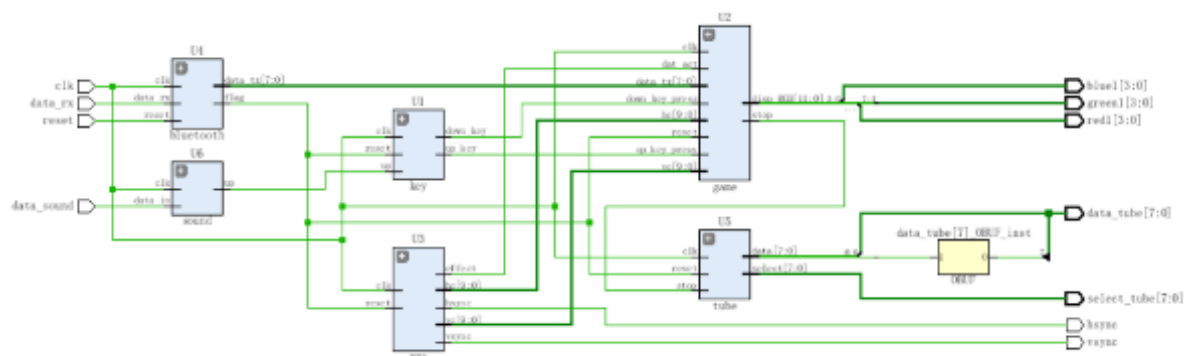 clk
data_rx
reset
data_sound
U4
clk
data_rx
reset
data_tx[7:0]
flag
bluetooth
U6
clk
data_in
up
sound
U1
clk
reset
up
down_key
up_key
key
U3
clk
reset
effect
hc[9:0]
hsync
vc[9:0]
vsync
U2
clk
data_tx[7:0]
hc[9:0]
reset
vc[9:0]
stop
game
U5
clk
reset
stop
data[7:0]
select[7:0]
tube
data_tube[7]_OBUF_inst
I
O
OBUF
blue1[3:0]
green1[3:0]
red1[3:0]
data_tube[7:0]
select_tube[7:0]
hsync
vsync